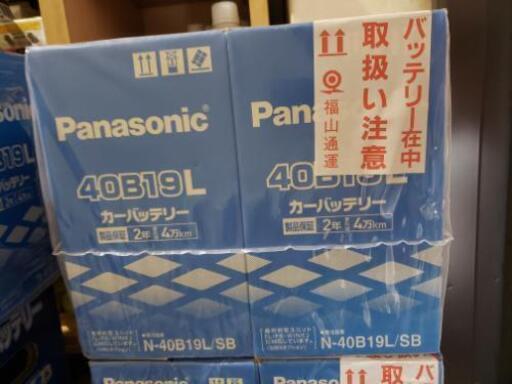 Panasonic
40B19L
カーバッテリー
製品保証 2年 4万km
N-40B19L/SB
Pana
40B19L
カーバッテリー
製品保証 2年 4万km
N-40B19L/SB
バッテリー在中
取扱い注意
福山通運